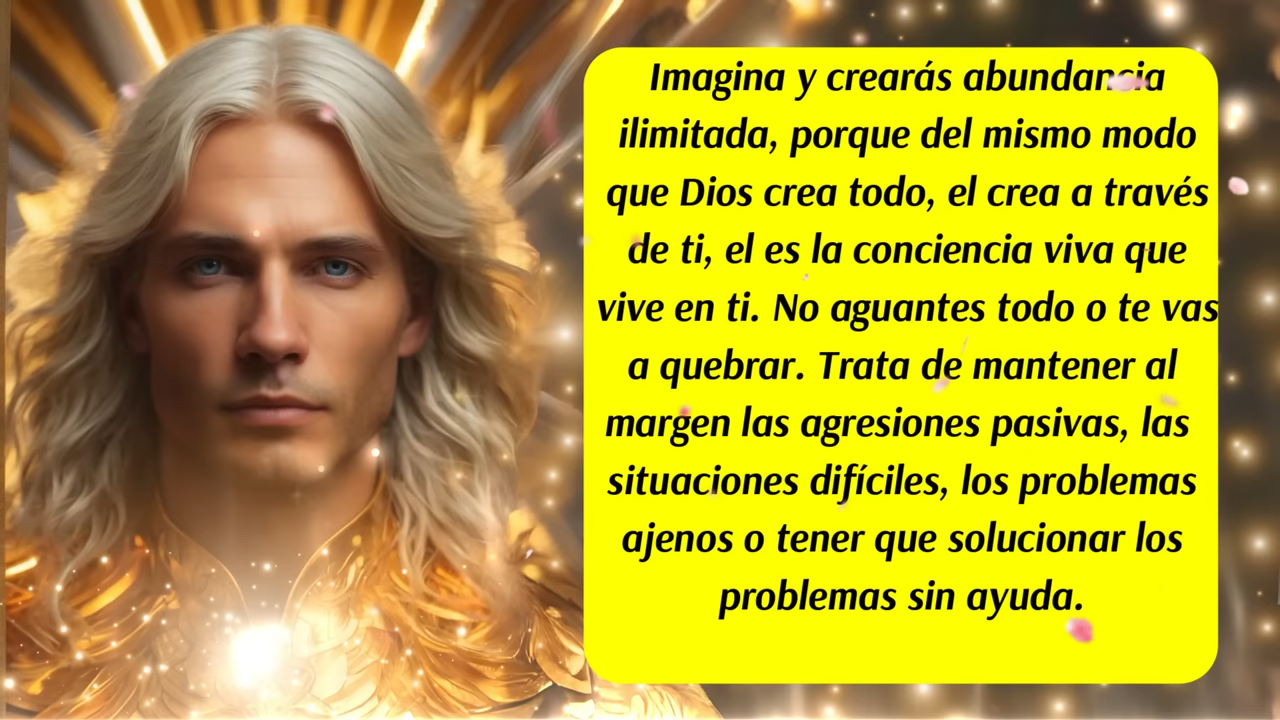 Imagina y crearás abundancia
ilimitada, porque del mismo modo
que Dios crea todo, el crea a través
de ti, el es la conciencia viva que
vive en ti. No aguantes todo o te vas
a quebrar. Trata de mantener al
margen las agresiones pasivas, las
situaciones difíciles, los problemas
ajenos o tener que solucionar los
problemas sin ayuda.